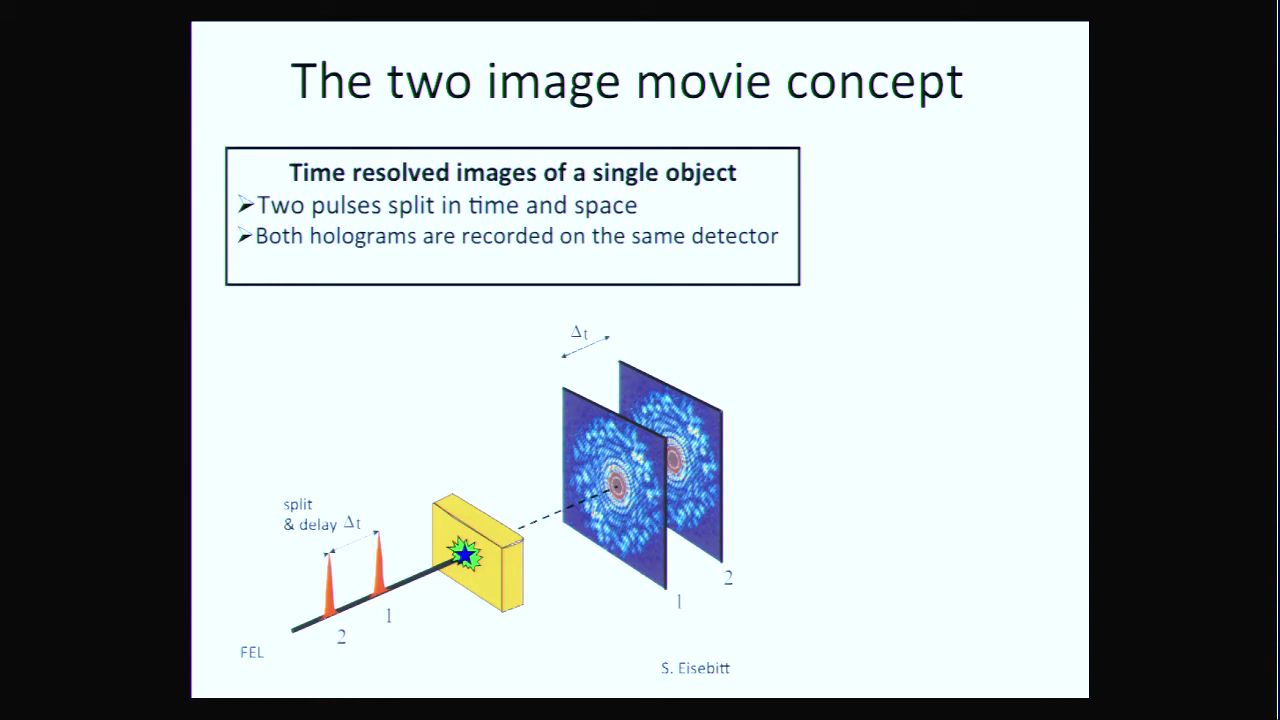 The two image movie concept
Time resolved images of a single object
➢Two pulses split in time and space
➢Both holograms are recorded on the same detector
Δt
split
& delay Δt
1
2
FEL
1
2
S. Eisebitt